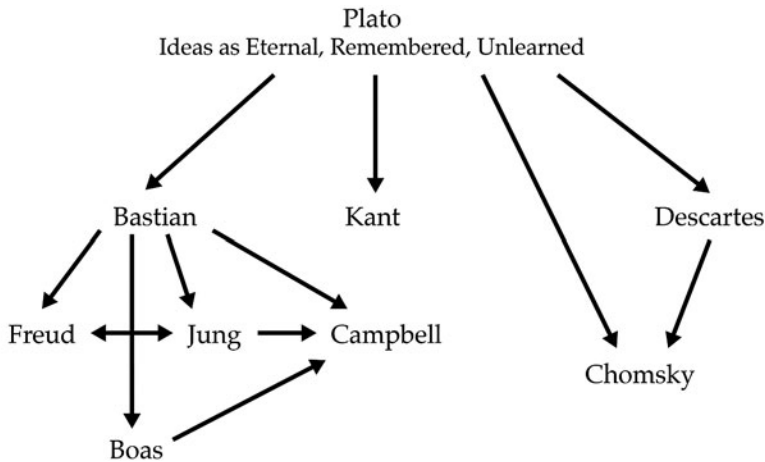 Plato
Ideas as Eternal, Remembered, Unlearned
Bastian
Kant
Descartes
Freud
Jung
Campbell
Chomsky
Boas